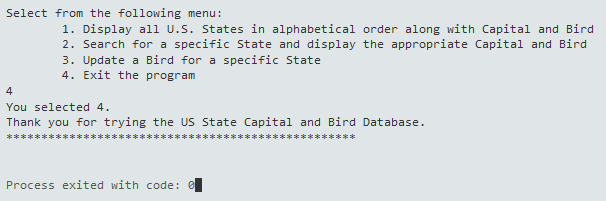 Select from the following menu:
1. Display all U.S. States in alphabetical order along with Capital and Bird
2. Search for a specific State and display the appropriate Capital and Bird
3. Update a Bird for a specific State
4. Exit the program
4
You selected 4.
Thank you for trying the US State Capital and Bird Database.
**************************************************
Process exited with code: 0